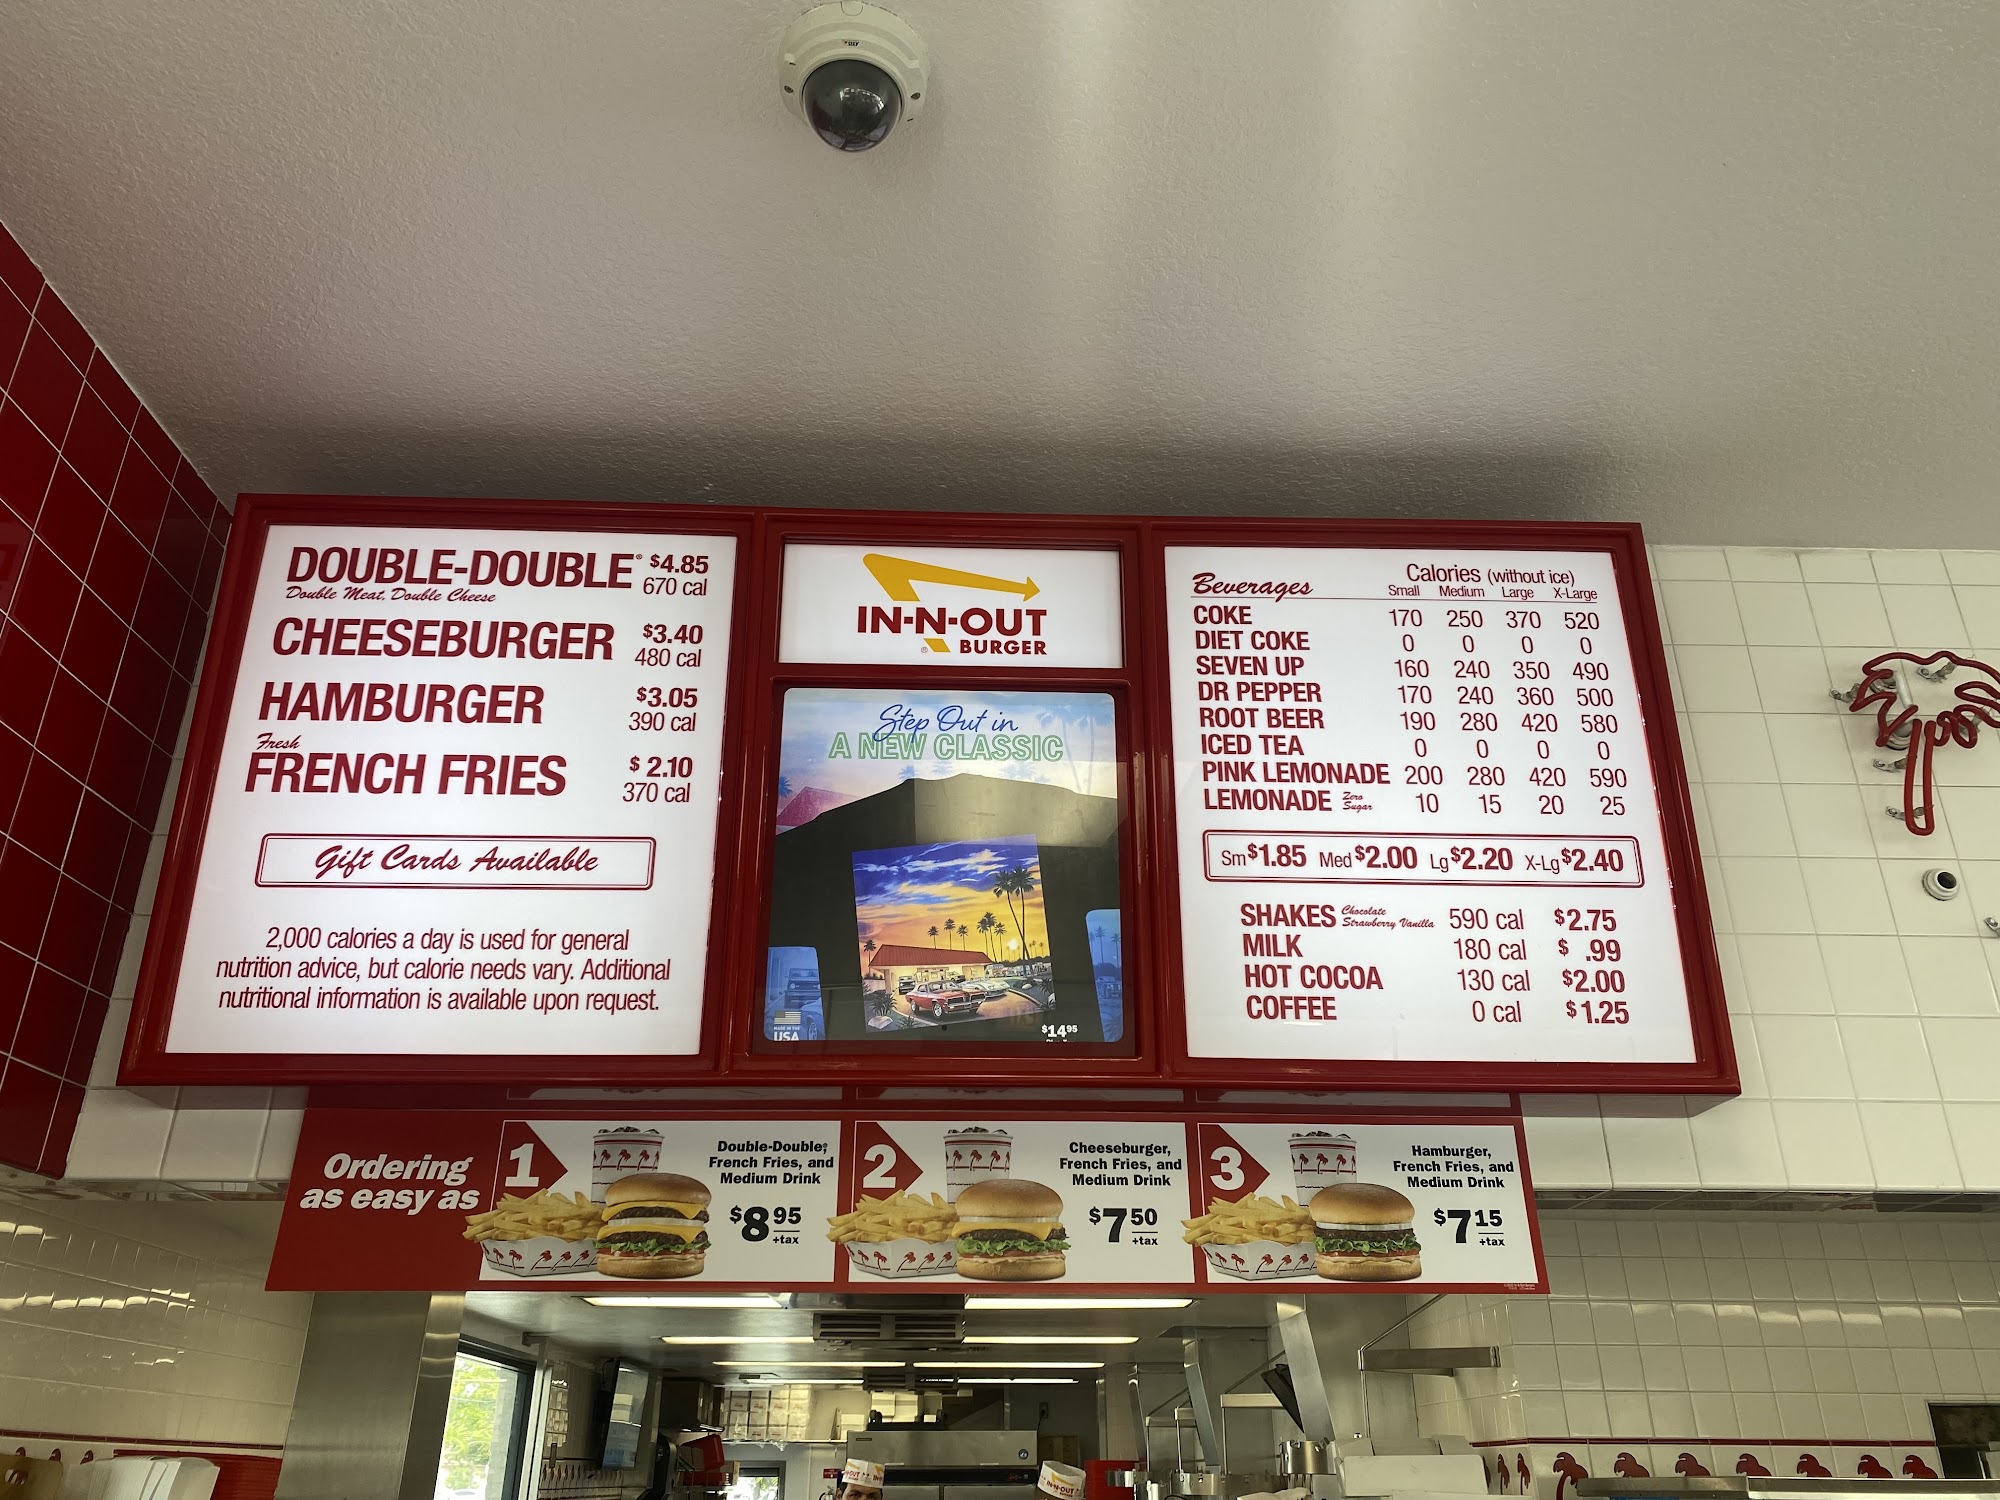 DOUBLE-DOUBLE® $4.85
Double Meat, Double Cheese 670 cal
CHEESEBURGER $3.40
480 cal
HAMBURGER $3.05
390 cal
Fresh
FRENCH FRIES $2.10
370 cal
Gift Cards Available
2,000 calories a day is used for general
nutrition advice, but calorie needs vary. Additional
nutritional information is available upon request.
IN-N-OUT
® BURGER
Step Out in
A NEW CLASSIC
MADE IN THE
USA
$14.95
Beverages
Calories (without ice)
Small Medium Large X-Large
COKE 170 250 370 520
DIET COKE 0 0 0 0
SEVEN UP 160 240 350 490
DR PEPPER 170 240 360 500
ROOT BEER 190 280 420 580
ICED TEA 0 0 0 0
PINK LEMONADE 200 280 420 590
LEMONADE Zero Sugar 10 15 20 25
Sm $1.85 Med $2.00 Lg $2.20 X-Lg $2.40
SHAKES Chocolate Strawberry Vanilla 590 cal $2.75
MILK 180 cal $ .99
HOT COCOA 130 cal $2.00
COFFEE 0 cal $1.25
Ordering
as easy as
1
Double-Double,®
French Fries, and
Medium Drink
$8.95
+tax
2
Cheeseburger,
French Fries, and
Medium Drink
$7.50
+tax
3
Hamburger,
French Fries, and
Medium Drink
$7.15
+tax
IN-N-OUT